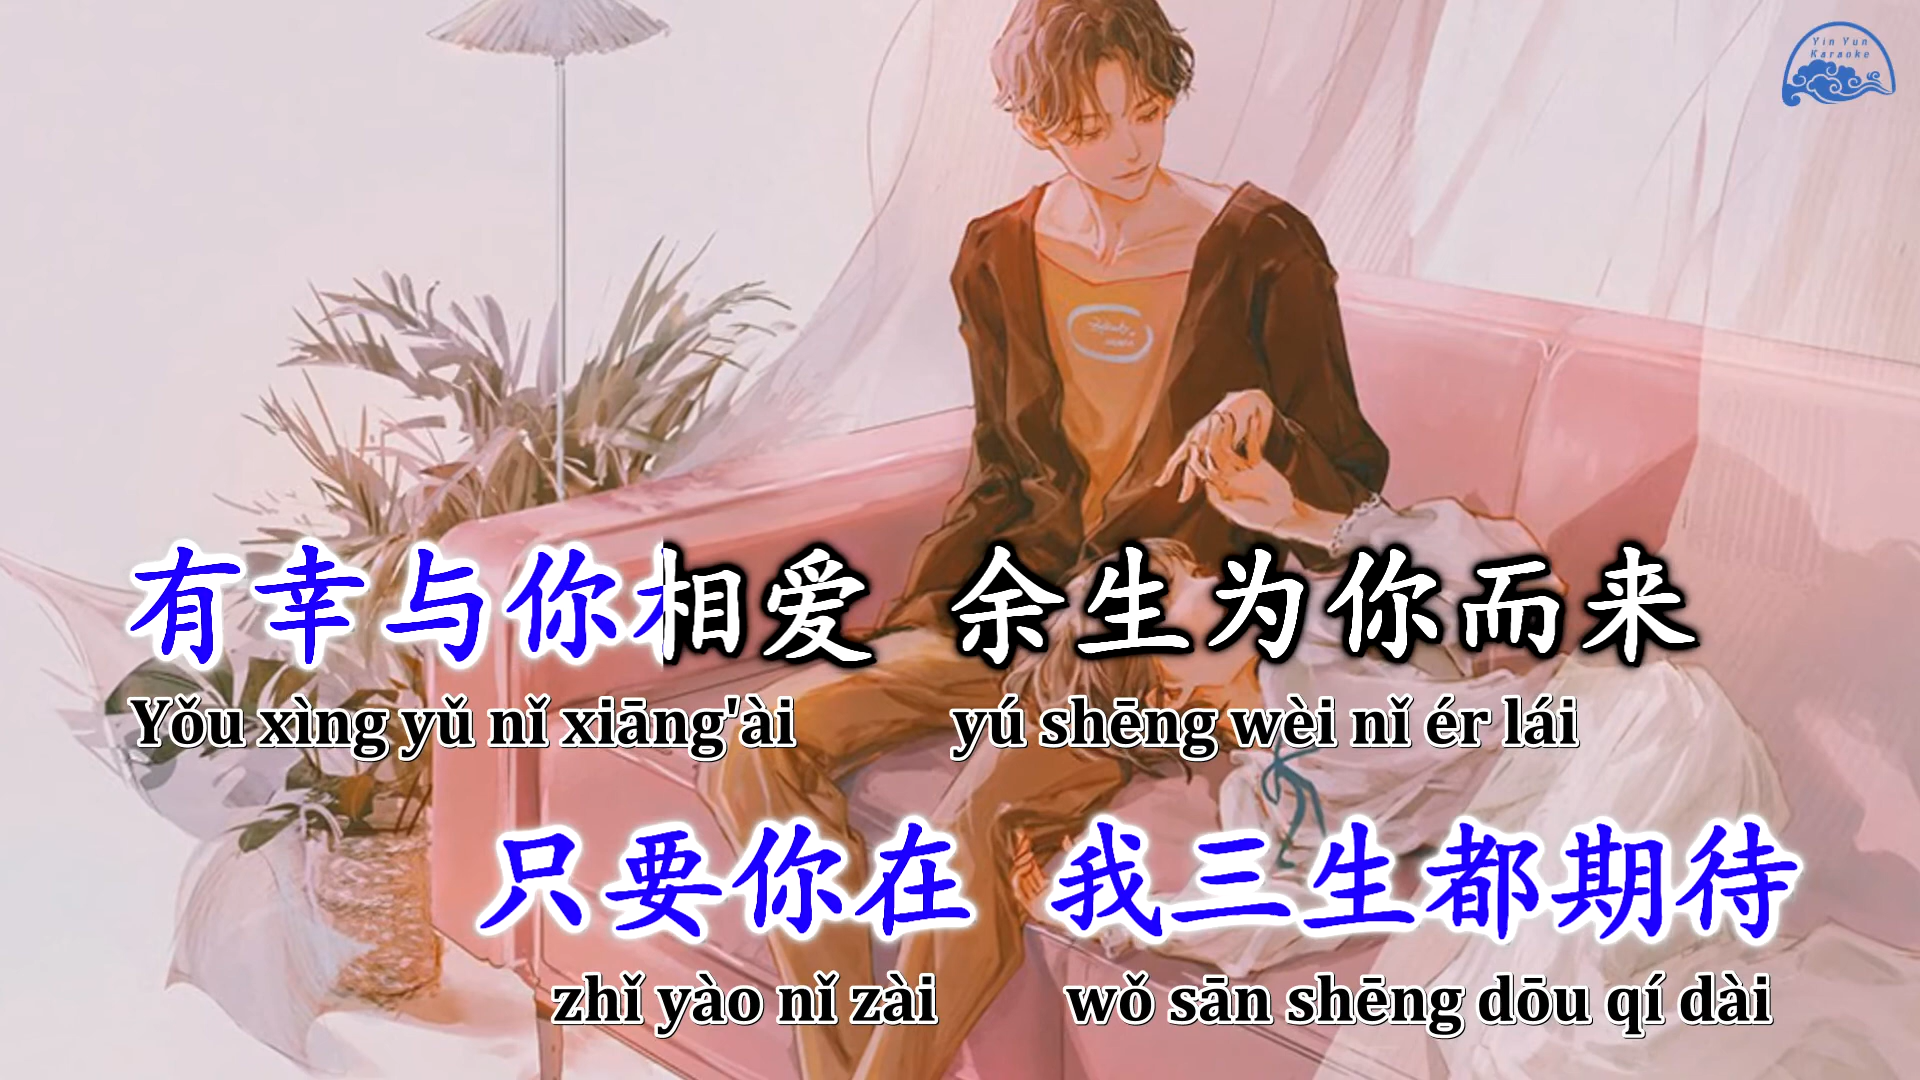 Yin Yun
Karaoke
有幸与你相爱 余生为你而来
Yǒu xìng yǔ nǐ xiāng'ài yú shēng wèi nǐ ér lái
只要你在 我三生都期待
zhǐ yào nǐ zài wǒ sān shēng dōu qí dài